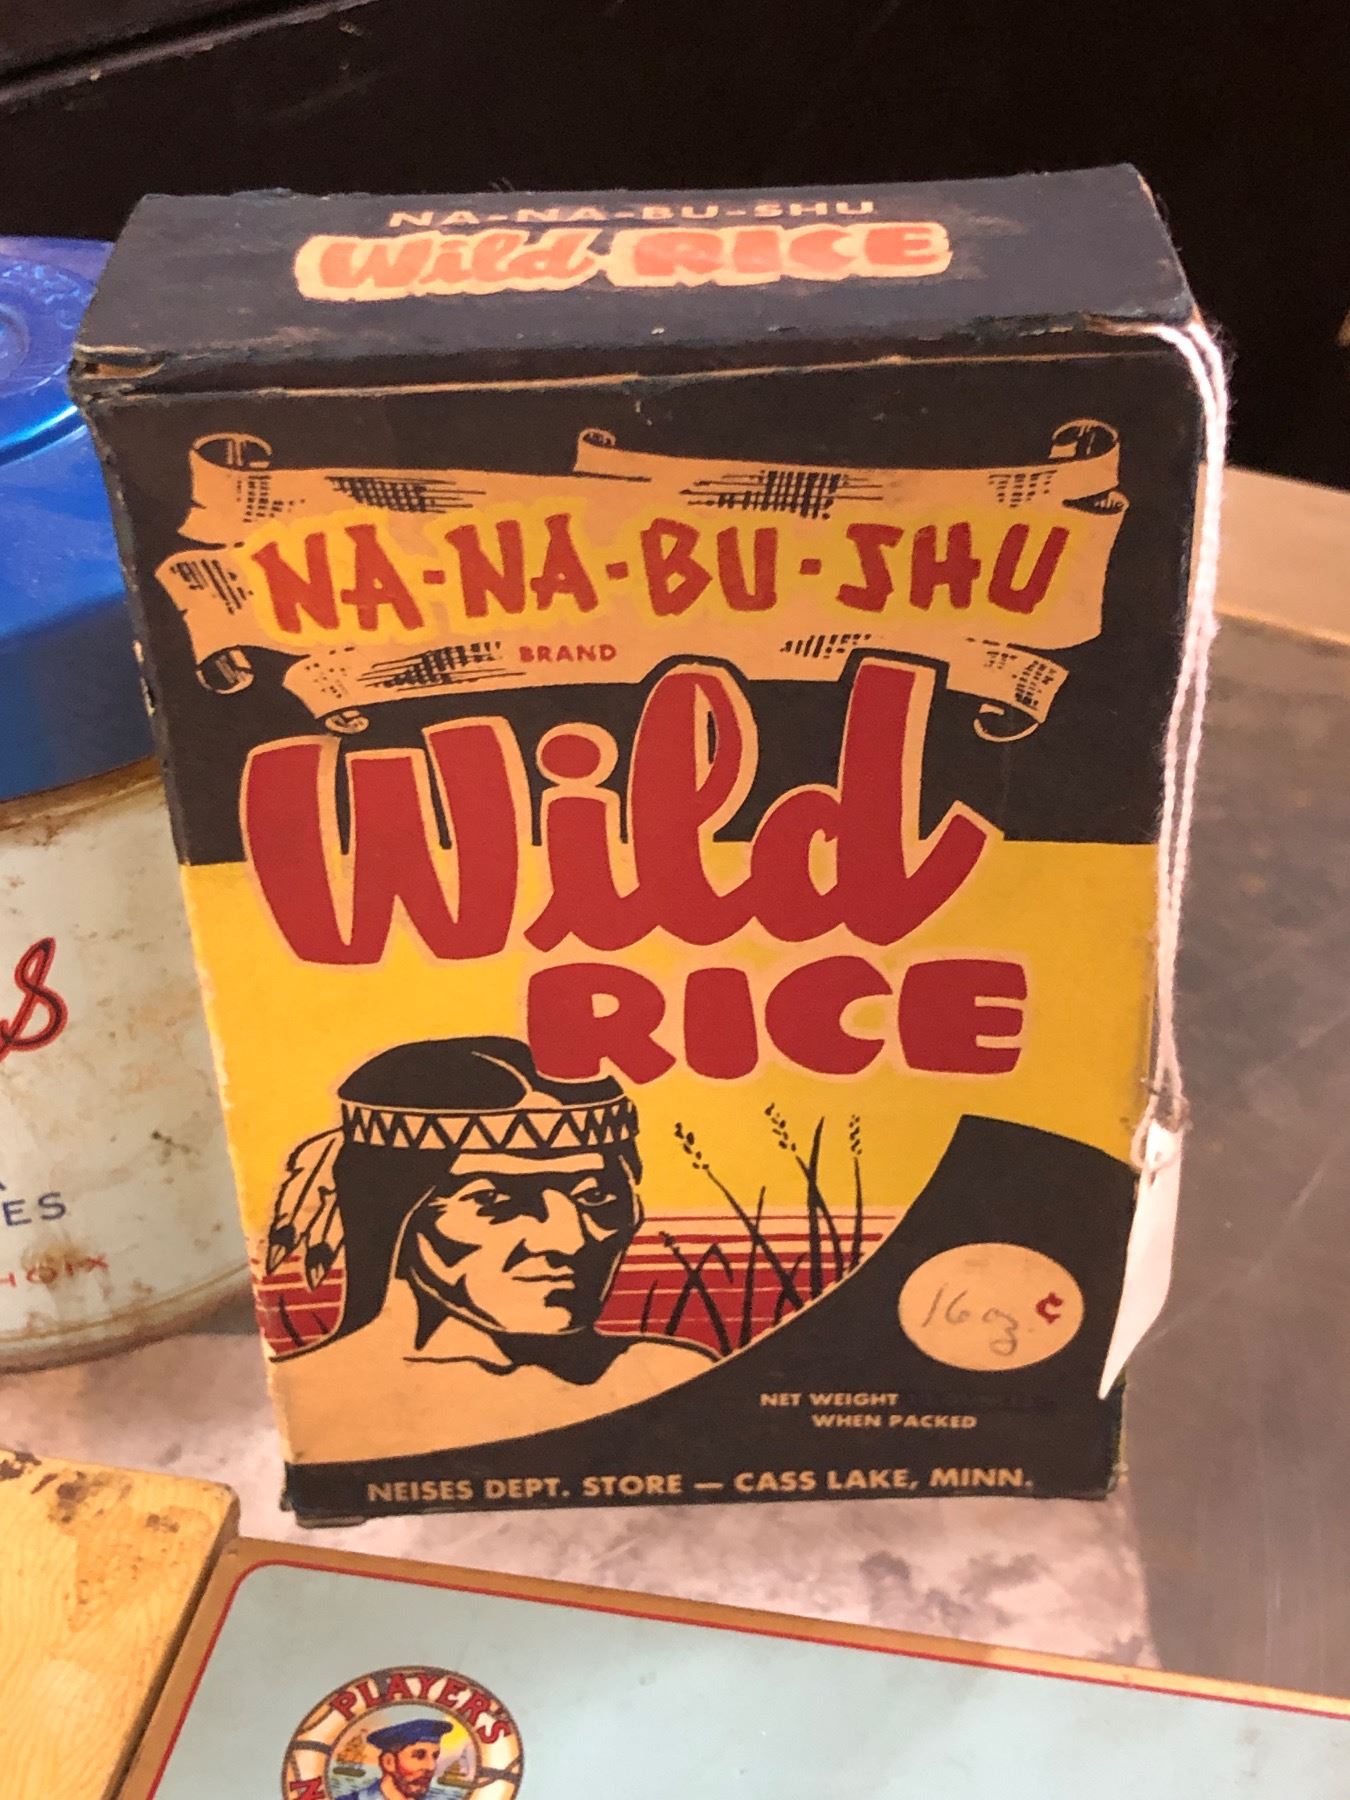 NA-NA-BU-SHU
Wild RICE
NA-NA-BU-SHU
BRAND
Wild
RICE
16 oz
NET WEIGHT
WHEN PACKED
NEISES DEPT. STORE — CASS LAKE, MINN.
s
ES
PLAYER'S
N